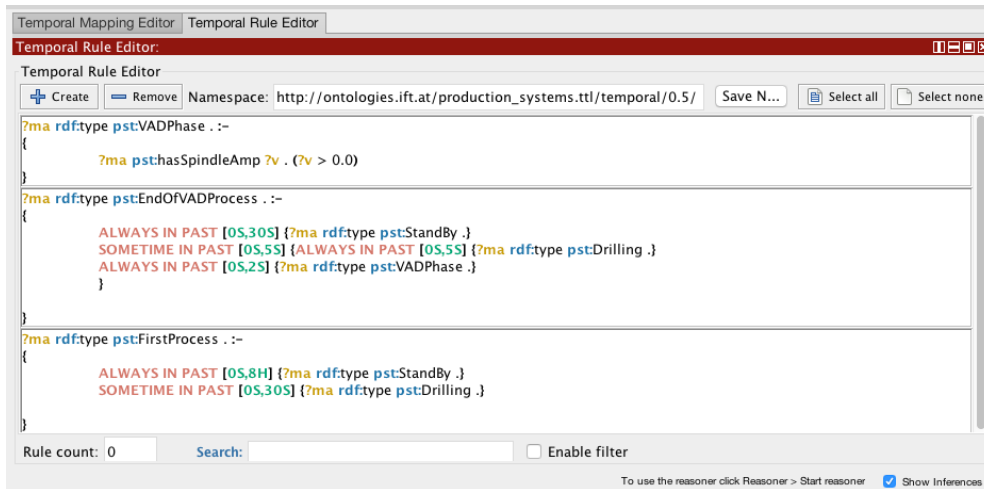 Temporal Mapping Editor Temporal Rule Editor
Temporal Rule Editor:
Temporal Rule Editor
Create Remove Namespace: http://ontologies.ift.at/production_systems.ttl/temporal/0.5/ Save N... Select all Select none
?ma rdf:type pst:VADPhase . :-
{
?ma pst:hasSpindleAmp ?v . (?v > 0.0)
}
?ma rdf:type pst:EndOfVADProcess . :-
{
ALWAYS IN PAST [0S,30S] {?ma rdf:type pst:StandBy .}
SOMETIME IN PAST [0S,5S] {ALWAYS IN PAST [0S,5S] {?ma rdf:type pst:Drilling .}
ALWAYS IN PAST [0S,2S] {?ma rdf:type pst:VADPhase .}
}
}
?ma rdf:type pst:FirstProcess . :-
{
ALWAYS IN PAST [0S,8H] {?ma rdf:type pst:StandBy .}
SOMETIME IN PAST [0S,30S] {?ma rdf:type pst:Drilling .}
}
Rule count: 0 Search: Enable filter
To use the reasoner click Reasoner > Start reasoner Show Inferences